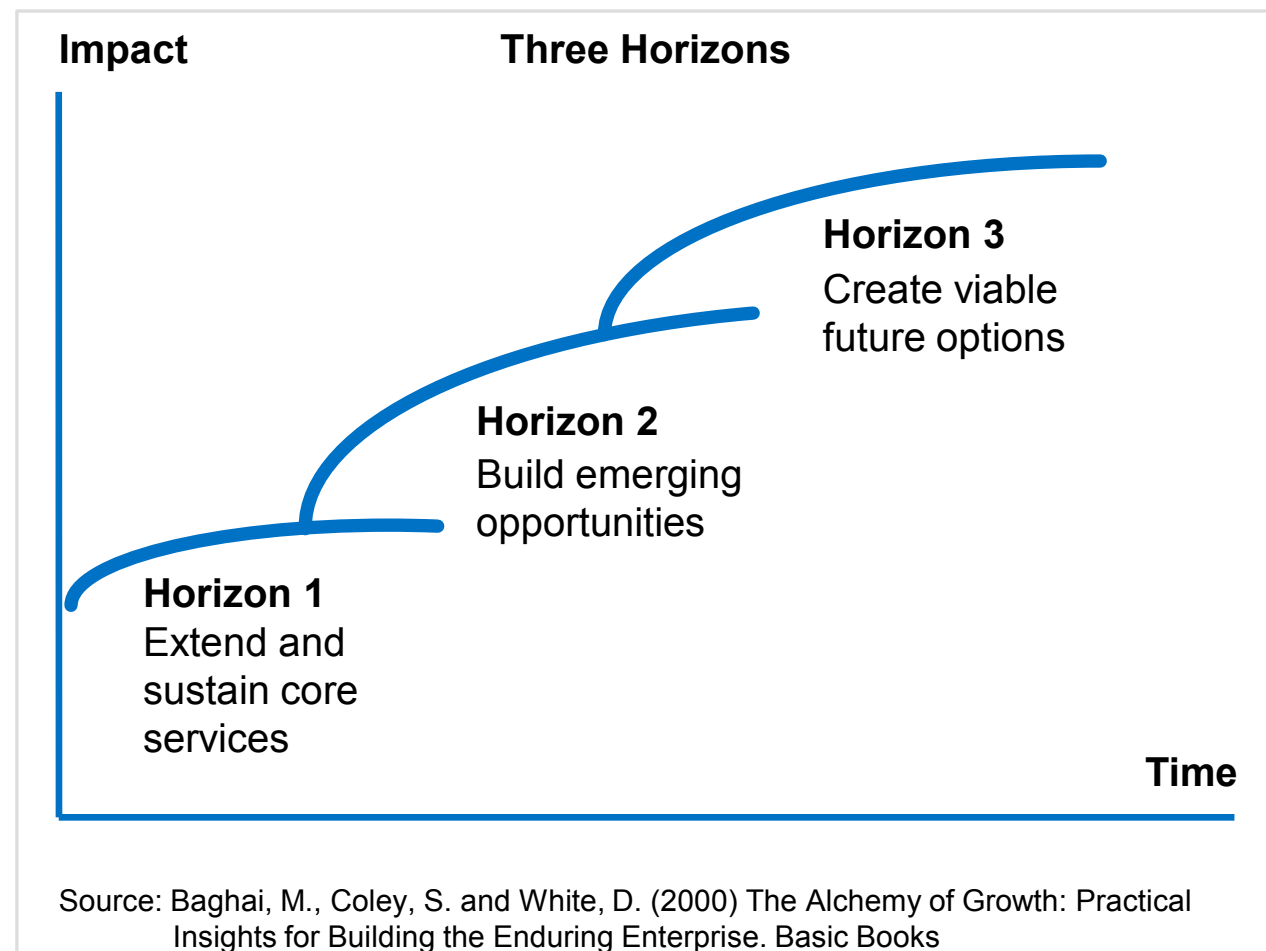 Impact
Three Horizons
Horizon 3
Create viable
future options
Horizon 2
Build emerging
opportunities
Horizon 1
Extend and
sustain core
services
Time
Source: Baghai, M., Coley, S. and White, D. (2000) The Alchemy of Growth: Practical
Insights for Building the Enduring Enterprise. Basic Books